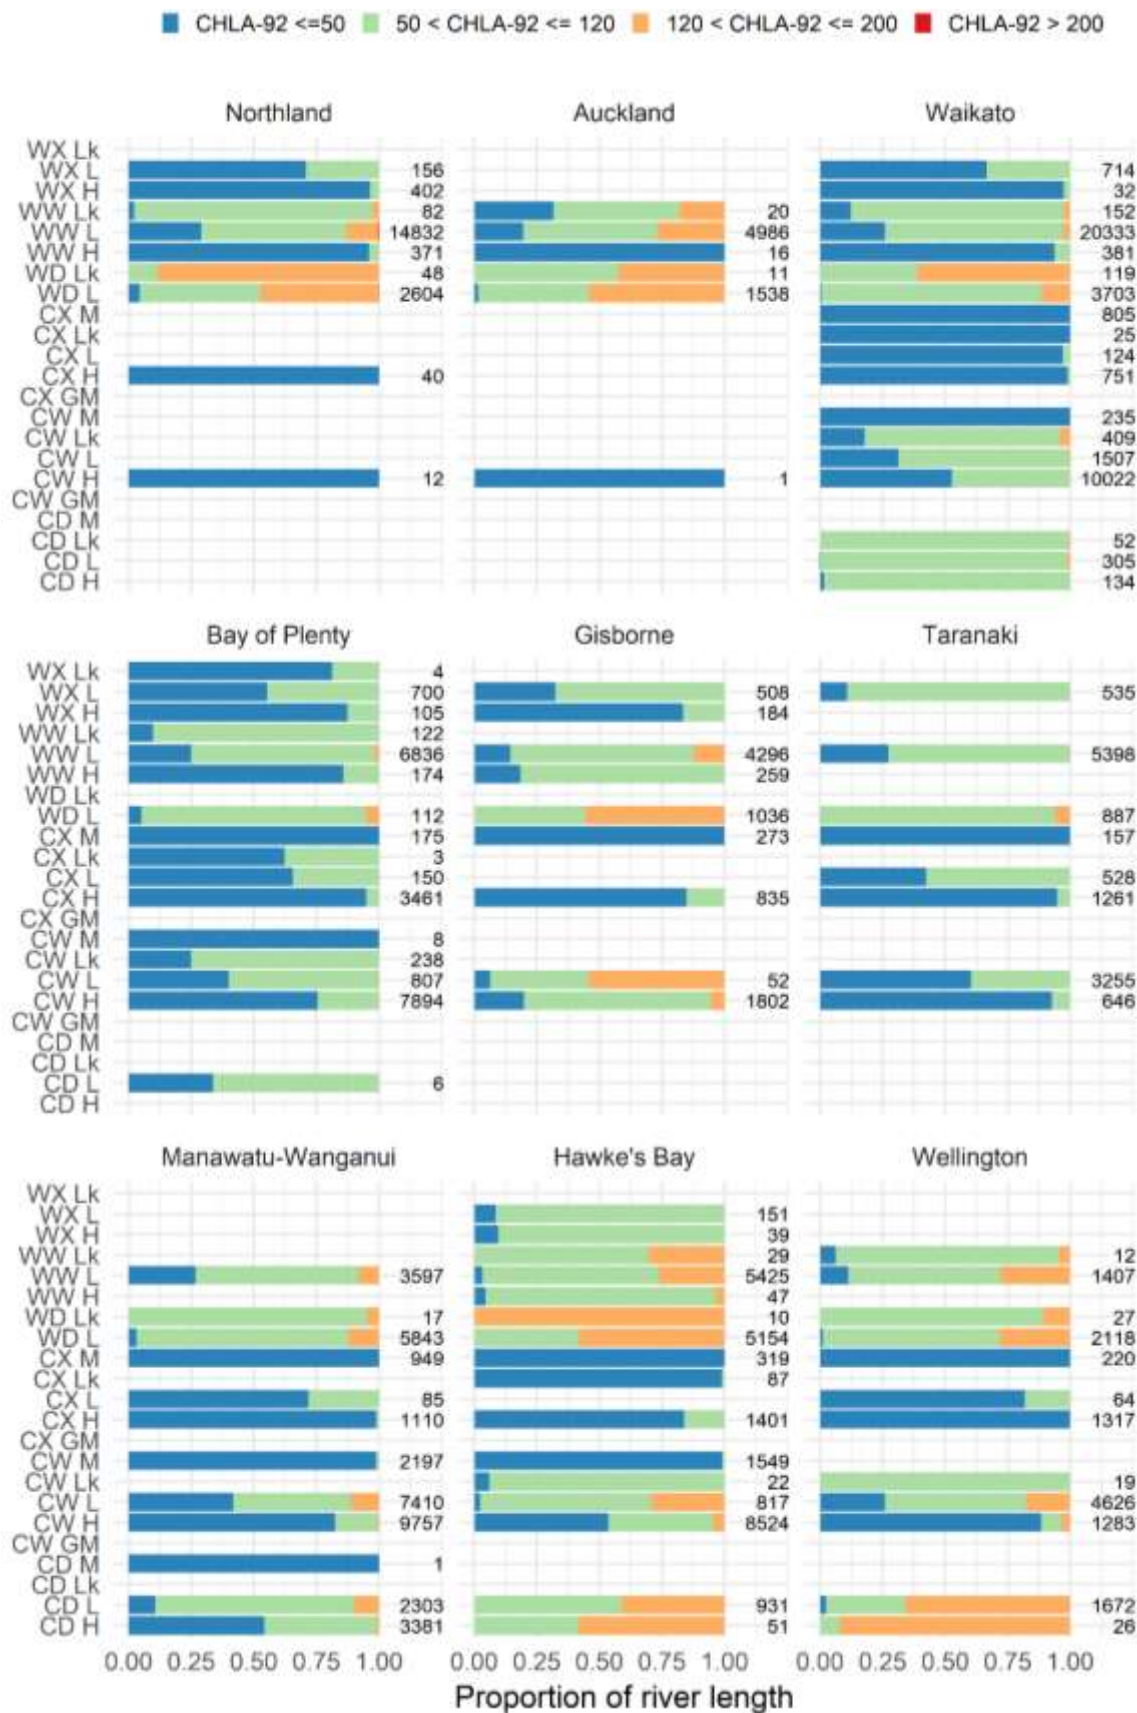 CHLA-92 <=50 50 < CHLA-92 <= 120 120 < CHLA-92 <= 200 CHLA-92 > 200
Northland Auckland Waikato
WX Lk
WX L 156 714
WX H 402 32
WW Lk 82 20 152
WW L 14832 4986 20333
WW H 371 16 381
WD Lk 48 11 119
WD L 2604 1538 3703
CX M 805
CX Lk 25
CX L 124
CX H 40 751
CX GM
CW M 235
CW Lk 409
CW L 1507
CW H 12 1 10022
CW GM
CD M
CD Lk 52
CD L 305
CD H 134
Bay of Plenty Gisborne Taranaki
WX Lk 4
WX L 700 508 535
WX H 105 184
WW Lk 122
WW L 6836 4296 5398
WW H 174 259
WD Lk
WD L 112 1036 887
CX M 175 273 157
CX Lk 3
CX L 150 528
CX H 3461 835 1261
CX GM
CW M 8
CW Lk 238
CW L 807 52 3255
CW H 7894 1802 646
CW GM
CD M
CD Lk
CD L 6
CD H
Manawatu-Wanganui Hawke's Bay Wellington
WX Lk
WX L 151
WX H 39
WW Lk 29 12
WW L 3597 5425 1407
WW H 47
WD Lk 17 10 27
WD L 5843 5154 2118
CX M 949 319 220
CX Lk 87
CX L 85 64
CX H 1110 1401 1317
CX GM
CW M 2197 1549
CW Lk 22 19
CW L 7410 817 4626
CW H 9757 8524 1283
CW GM
CD M 1
CD Lk
CD L 2303 931 1672
CD H 3381 51 26
0.00 0.25 0.50 0.75 1.00 0.00 0.25 0.50 0.75 1.00 0.00 0.25 0.50 0.75 1.00
Proportion of river length